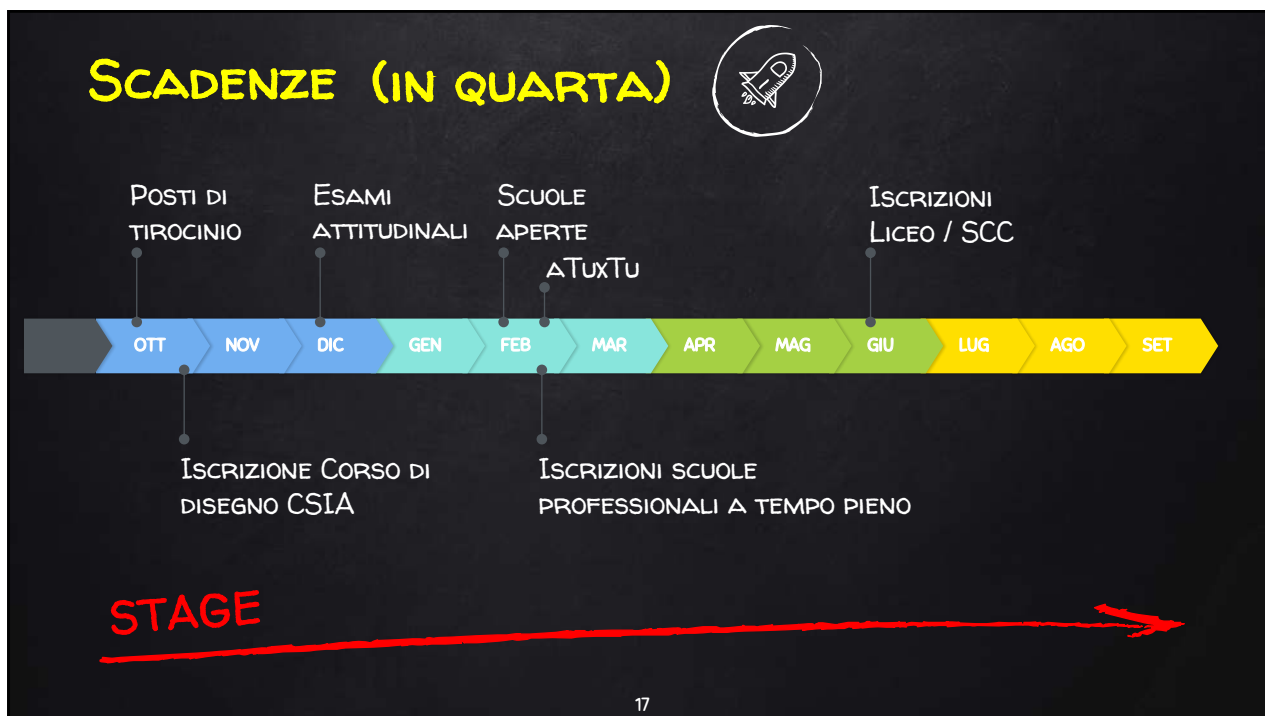 Scadenze (in quarta)
Posti di
tirocinio
Esami
attitudinali
Scuole
aperte
aTuxTu
Iscrizioni
Liceo / SCC
OTT NOV DIC GEN FEB MAR APR MAG GIU LUG AGO SET
Iscrizione Corso di
disegno CSIA
Iscrizioni scuole
professionali a tempo pieno
STAGE
17